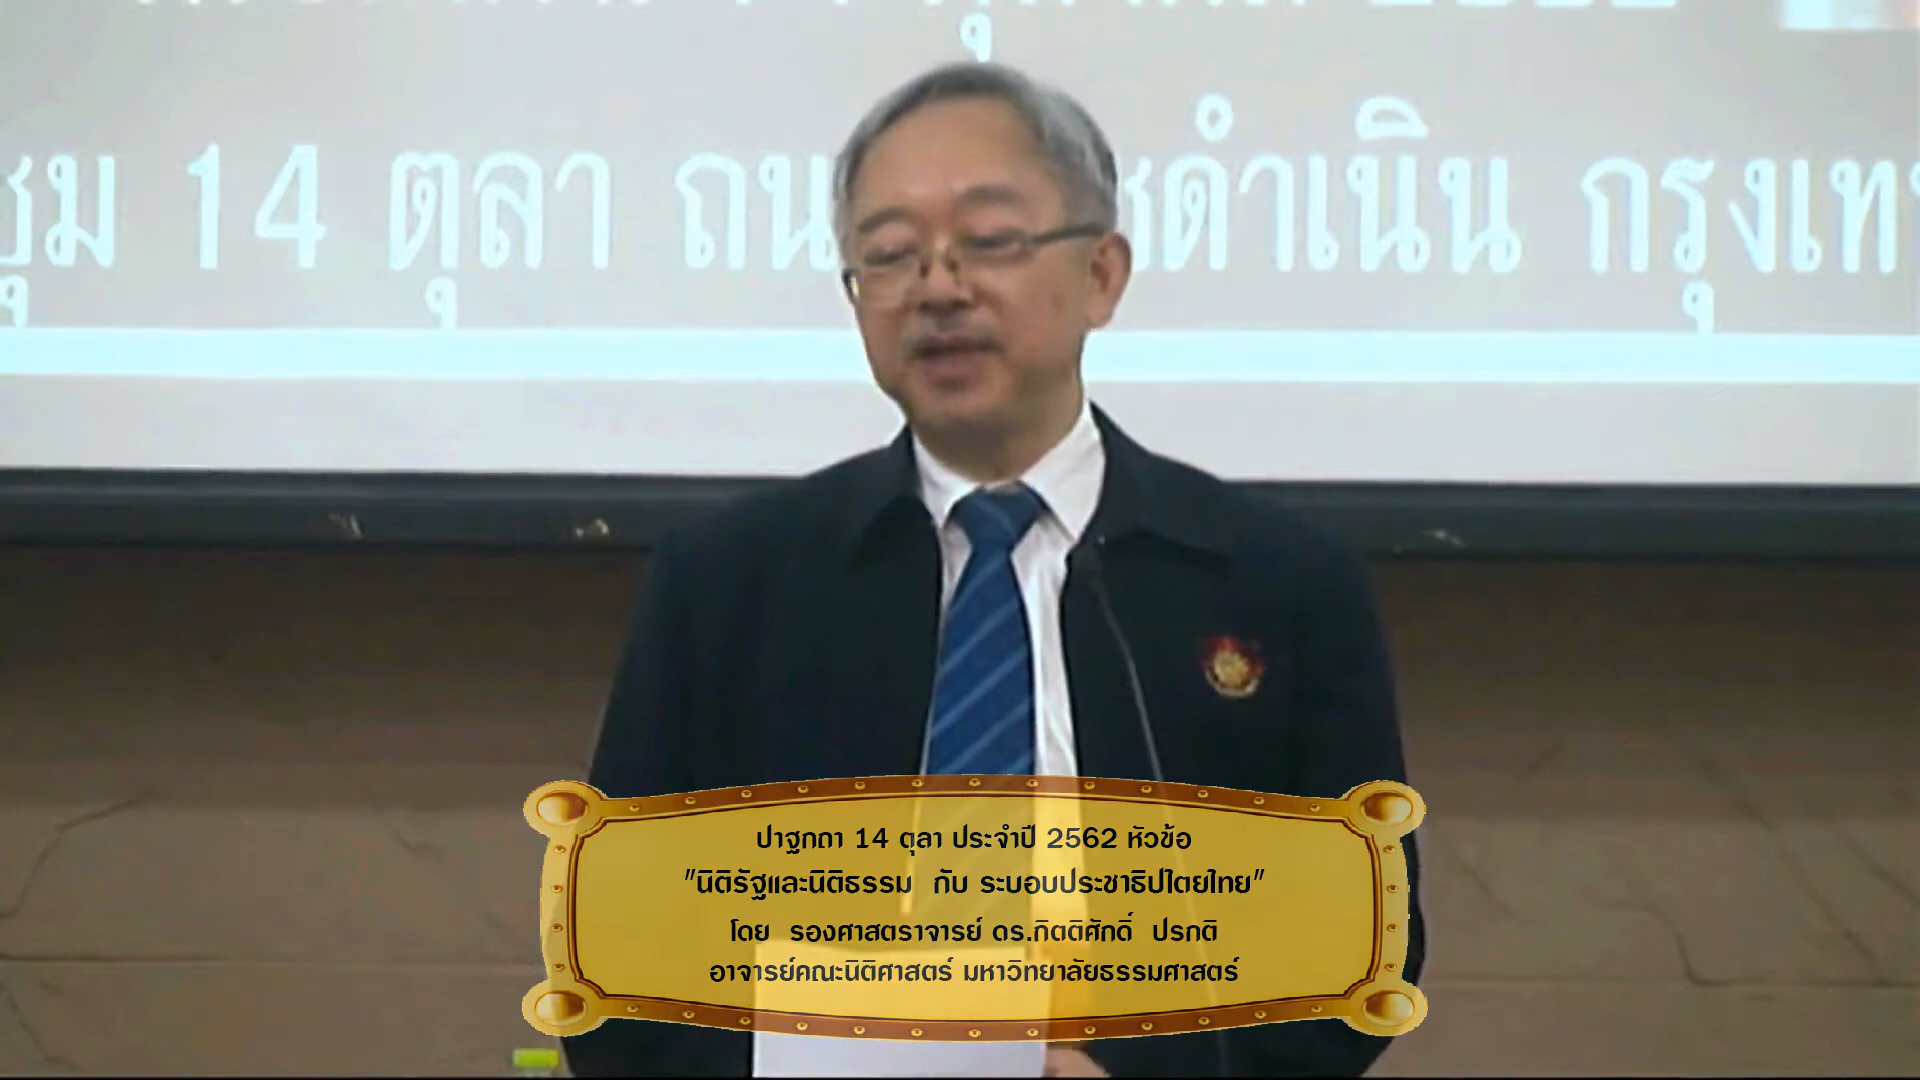 ชุม 14 ตุลา ถน ชดำเนิน กรุงเท
ปาฐกถา 14 ตุลา ประจำปี 2562 หัวข้อ
"นิติรัฐและนิติธรรม กับ ระบอบประชาธิปไตยไทย"
โดย รองศาสตราจารย์ ดร.กิตติศักดิ์ ปรกติ
อาจารย์คณะนิติศาสตร์ มหาวิทยาลัยธรรมศาสตร์